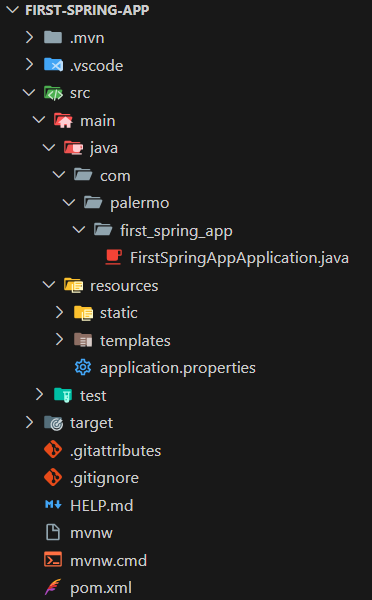 FIRST-SPRING-APP
.mvn
.vscode
src
main
java
com
palermo
first_spring_app
FirstSpringAppApplication.java
resources
static
templates
application.properties
test
target
.gitattributes
.gitignore
HELP.md
mvnw
mvnw.cmd
pom.xml